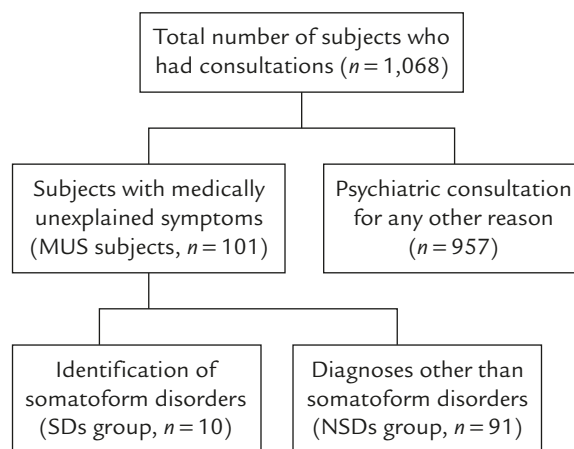 Total number of subjects who
had consultations (n = 1,068)
Subjects with medically
unexplained symptoms
(MUS subjects, n = 101)
Psychiatric consultation
for any other reason
(n = 957)
Identification of
somatoform disorders
(SDs group, n = 10)
Diagnoses other than
somatoform disorders
(NSDs group, n = 91)